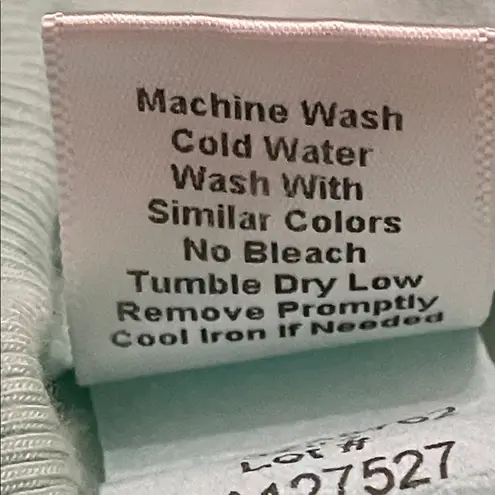 Machine Wash
Cold Water
Wash With
Similar Colors
No Bleach
Tumble Dry Low
Remove Promptly
Cool Iron If Needed
Lot #